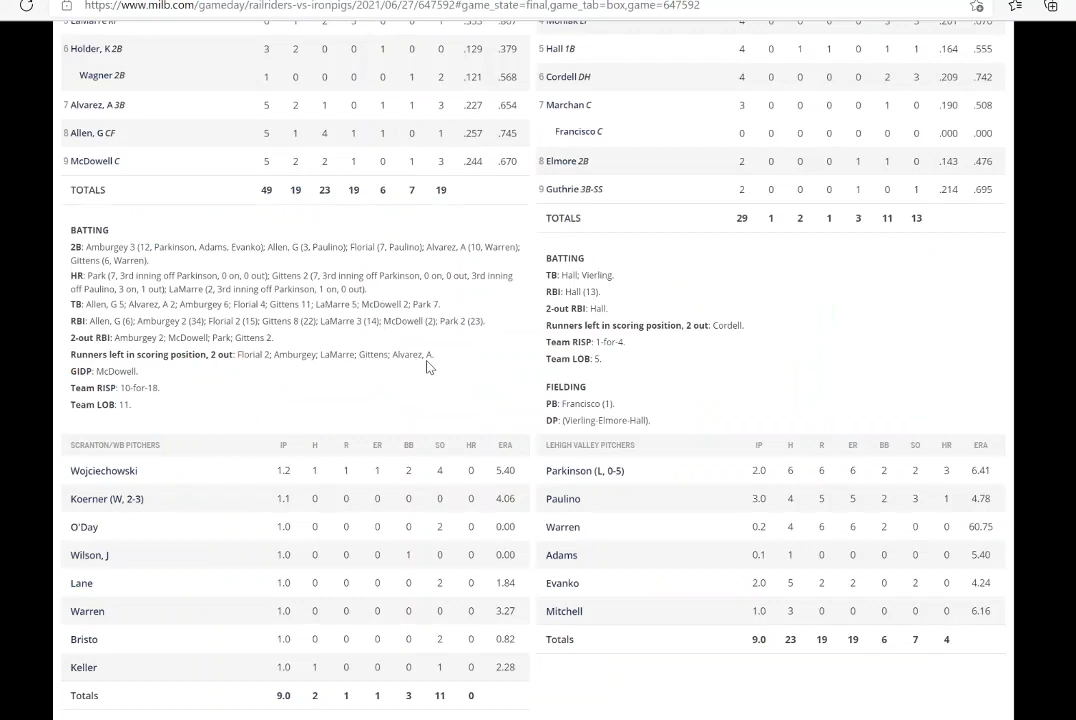 https://www.milb.com/gameday/railriders-vs-ironpigs/2021/06/27/647592#game_state=final,game_tab=box,game=647592
6 Holder, K 2B 3 2 0 0 1 0 0 .129 .379
Wagner 2B 1 0 0 0 0 1 2 .121 .568
7 Alvarez, A 3B 5 2 1 0 1 1 3 .227 .654
8 Allen, G CF 5 1 4 1 1 0 1 .257 .745
9 McDowell C 5 2 2 1 0 1 3 .244 .670
TOTALS 49 19 23 19 6 7 19
BATTING
2B: Amburgey 3 (12, Parkinson, Adams, Evanko); Allen, G (3, Paulino); Florial (7, Paulino); Alvarez, A (10, Warren);
Gittens (6, Warren).
HR: Park (7, 3rd inning off Parkinson, 0 on, 0 out); Gittens 2 (7, 3rd inning off Parkinson, 0 on, 0 out, 3rd inning
off Paulino, 3 on, 1 out); LaMarre (2, 3rd inning off Parkinson, 1 on, 0 out).
TB: Allen, G 5; Alvarez, A 2; Amburgey 6; Florial 4; Gittens 11; LaMarre 5; McDowell 2; Park 7.
RBI: Allen, G (6); Amburgey 2 (34); Florial 2 (15); Gittens 8 (22); LaMarre 3 (14); McDowell (2); Park 2 (23).
2-out RBI: Amburgey 2; McDowell; Park; Gittens 2.
Runners left in scoring position, 2 out: Florial 2; Amburgey; LaMarre; Gittens; Alvarez, A.
GIDP: McDowell.
Team RISP: 10-for-18.
Team LOB: 11.
SCRANTON/WB PITCHERS IP H R ER BB SO HR ERA
Wojciechowski 1.2 1 1 1 2 4 0 5.40
Koerner (W, 2-3) 1.1 0 0 0 0 0 0 4.06
O'Day 1.0 0 0 0 0 2 0 0.00
Wilson, J 1.0 0 0 0 1 0 0 0.00
Lane 1.0 0 0 0 0 2 0 1.84
Warren 1.0 0 0 0 0 0 0 3.27
Bristo 1.0 0 0 0 0 2 0 0.82
Keller 1.0 1 0 0 0 1 0 2.28
Totals 9.0 2 1 1 3 11 0
5 Hall 1B 4 0 1 1 0 1 1 .164 .555
6 Cordell DH 4 0 0 0 0 2 3 .209 .742
7 Marchan C 3 0 0 0 0 1 0 .190 .508
Francisco C 0 0 0 0 0 0 0 .000 .000
8 Elmore 2B 2 0 0 0 1 1 0 .143 .476
9 Guthrie 3B-SS 2 0 0 0 1 0 1 .214 .695
TOTALS 29 1 2 1 3 11 13
BATTING
TB: Hall; Vierling.
RBI: Hall (13).
2-out RBI: Hall.
Runners left in scoring position, 2 out: Cordell.
Team RISP: 1-for-4.
Team LOB: 5.
FIELDING
PB: Francisco (1).
DP: (Vierling-Elmore-Hall).
LEHIGH VALLEY PITCHERS IP H R ER BB SO HR ERA
Parkinson (L, 0-5) 2.0 6 6 6 2 2 3 6.41
Paulino 3.0 4 5 5 2 3 1 4.78
Warren 0.2 4 6 6 2 0 0 60.75
Adams 0.1 1 0 0 0 0 0 5.40
Evanko 2.0 5 2 2 0 2 0 4.24
Mitchell 1.0 3 0 0 0 0 0 6.16
Totals 9.0 23 19 19 6 7 4